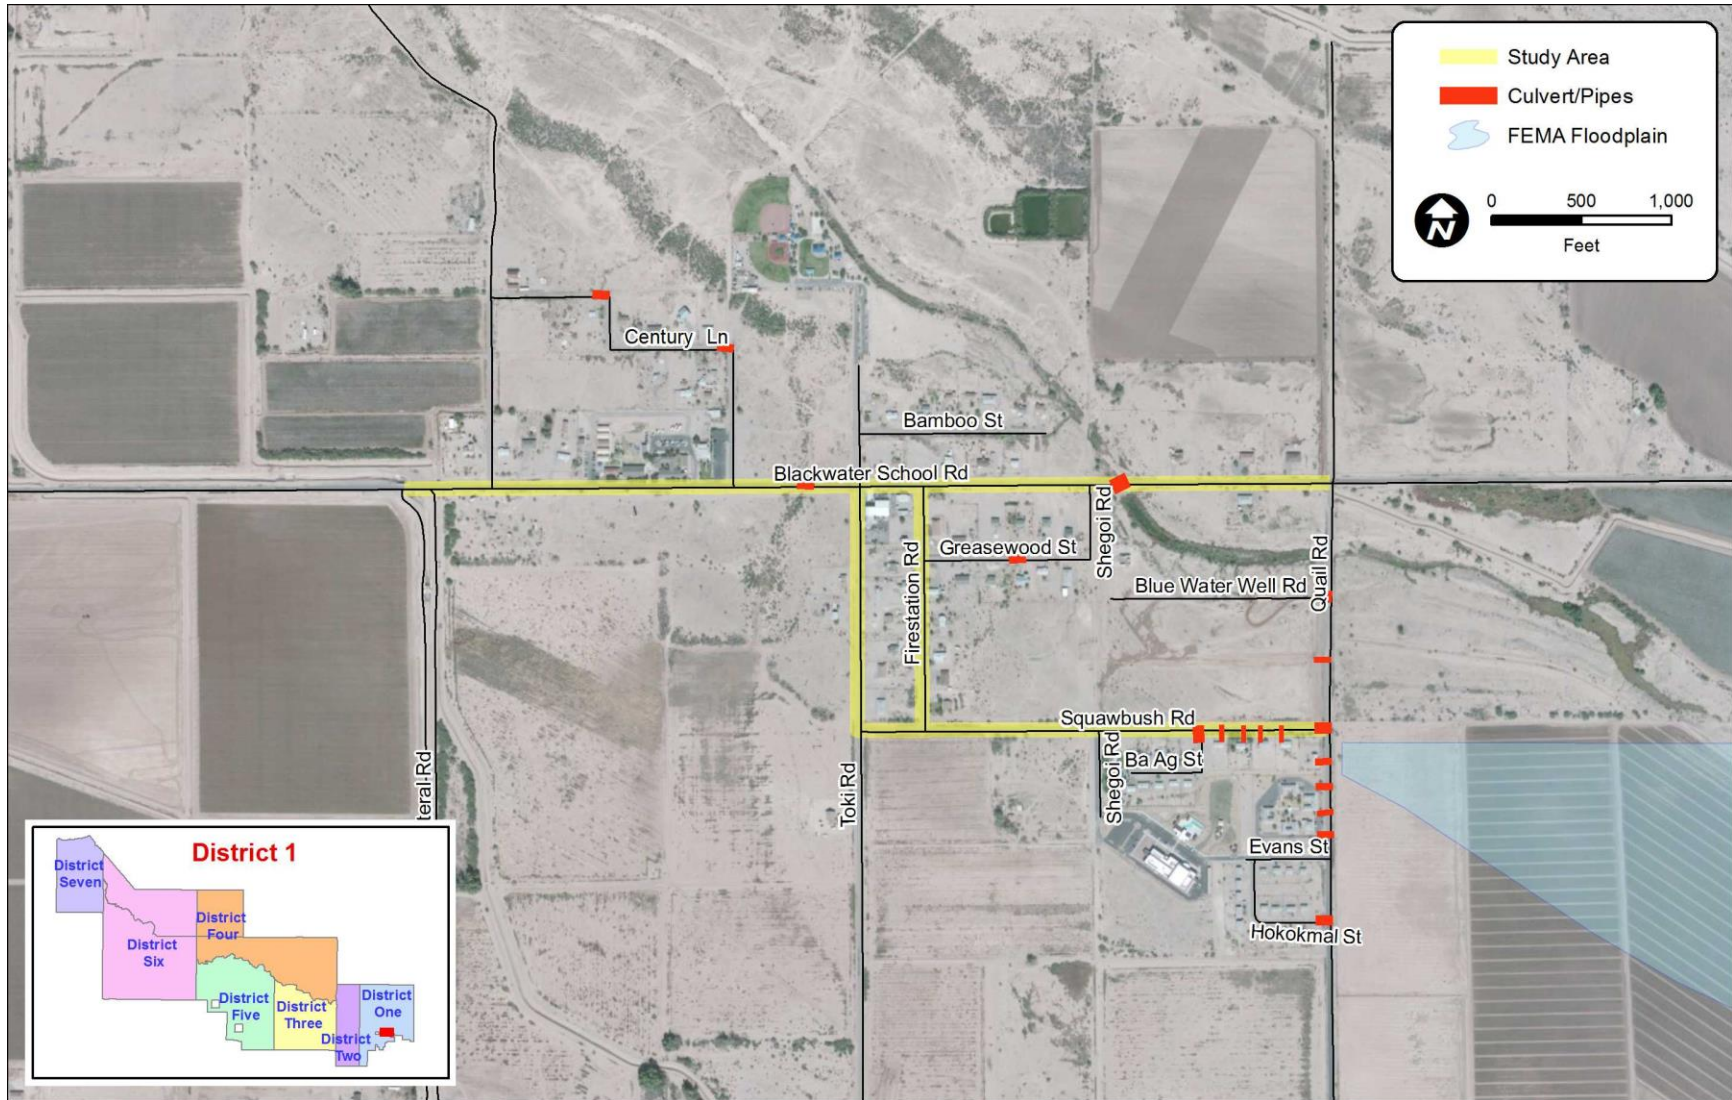 Study Area
Culvert/Pipes
FEMA Floodplain
0 500 1,000
Feet
N
Century Ln
Bamboo St
Blackwater School Rd
Shegoi Rd
Greasewood St
Firestation Rd
Quail Rd
Blue Water Well Rd
Squawbush Rd
Shegoi Rd
Ba Ag St
Toki Rd
teral Rd
Evans St
Hokokmal St
District 1
District
Seven
District
Four
District
Six
District
Five
District
Three
District
Two
District
One